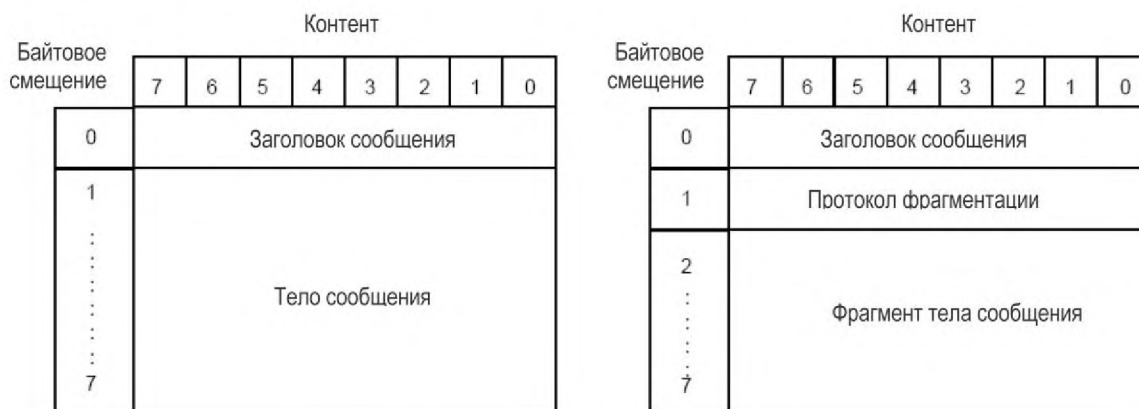 Контент
Байтовое
смещение
7 6 5 4 3 2 1 0
0 Заголовок сообщения
1
Тело сообщения
7
Контент
Байтовое
смещение
7 6 5 4 3 2 1 0
0 Заголовок сообщения
1 Протокол фрагментации
2
Фрагмент тела сообщения
7